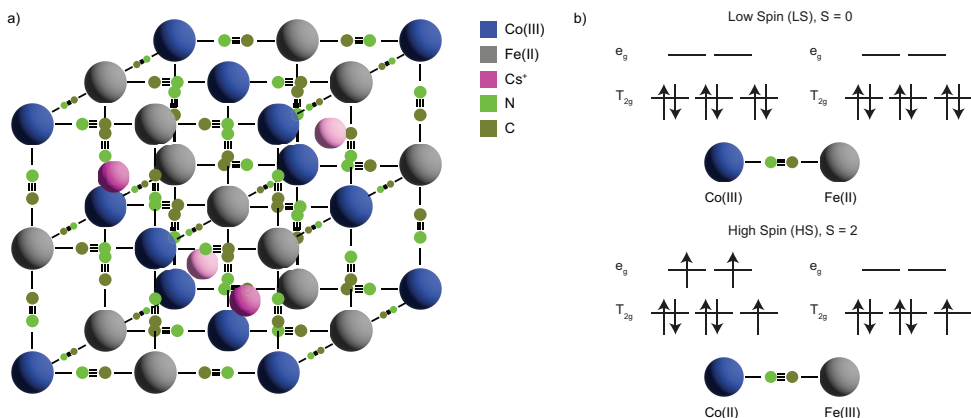 a)
Co(III)
Fe(II)
Cs⁺
N
C
b)
Low Spin (LS), S = 0
e_g
e_g
T_2g
T_2g
Co(III)
Fe(II)
High Spin (HS), S = 2
e_g
e_g
T_2g
T_2g
Co(II)
Fe(III)